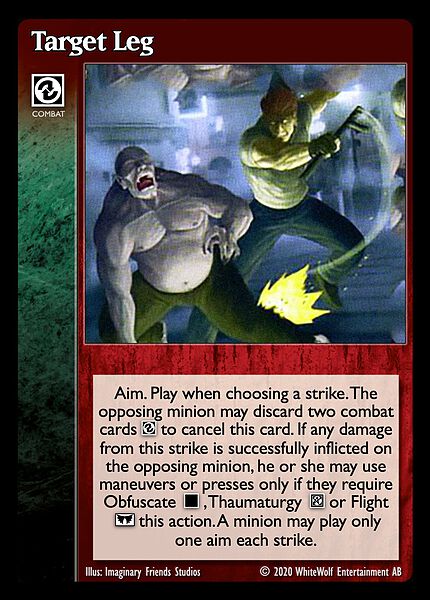 Target Leg
COMBAT
Aim. Play when choosing a strike. The
opposing minion may discard two combat
cards to cancel this card. If any damage
from this strike is successfully inflicted on
the opposing minion, he or she may use
maneuvers or presses only if they require
Obfuscate , Thaumaturgy or Flight
this action. A minion may play only
one aim each strike.
Illus: Imaginary Friends Studios © 2020 WhiteWolf Entertainment AB